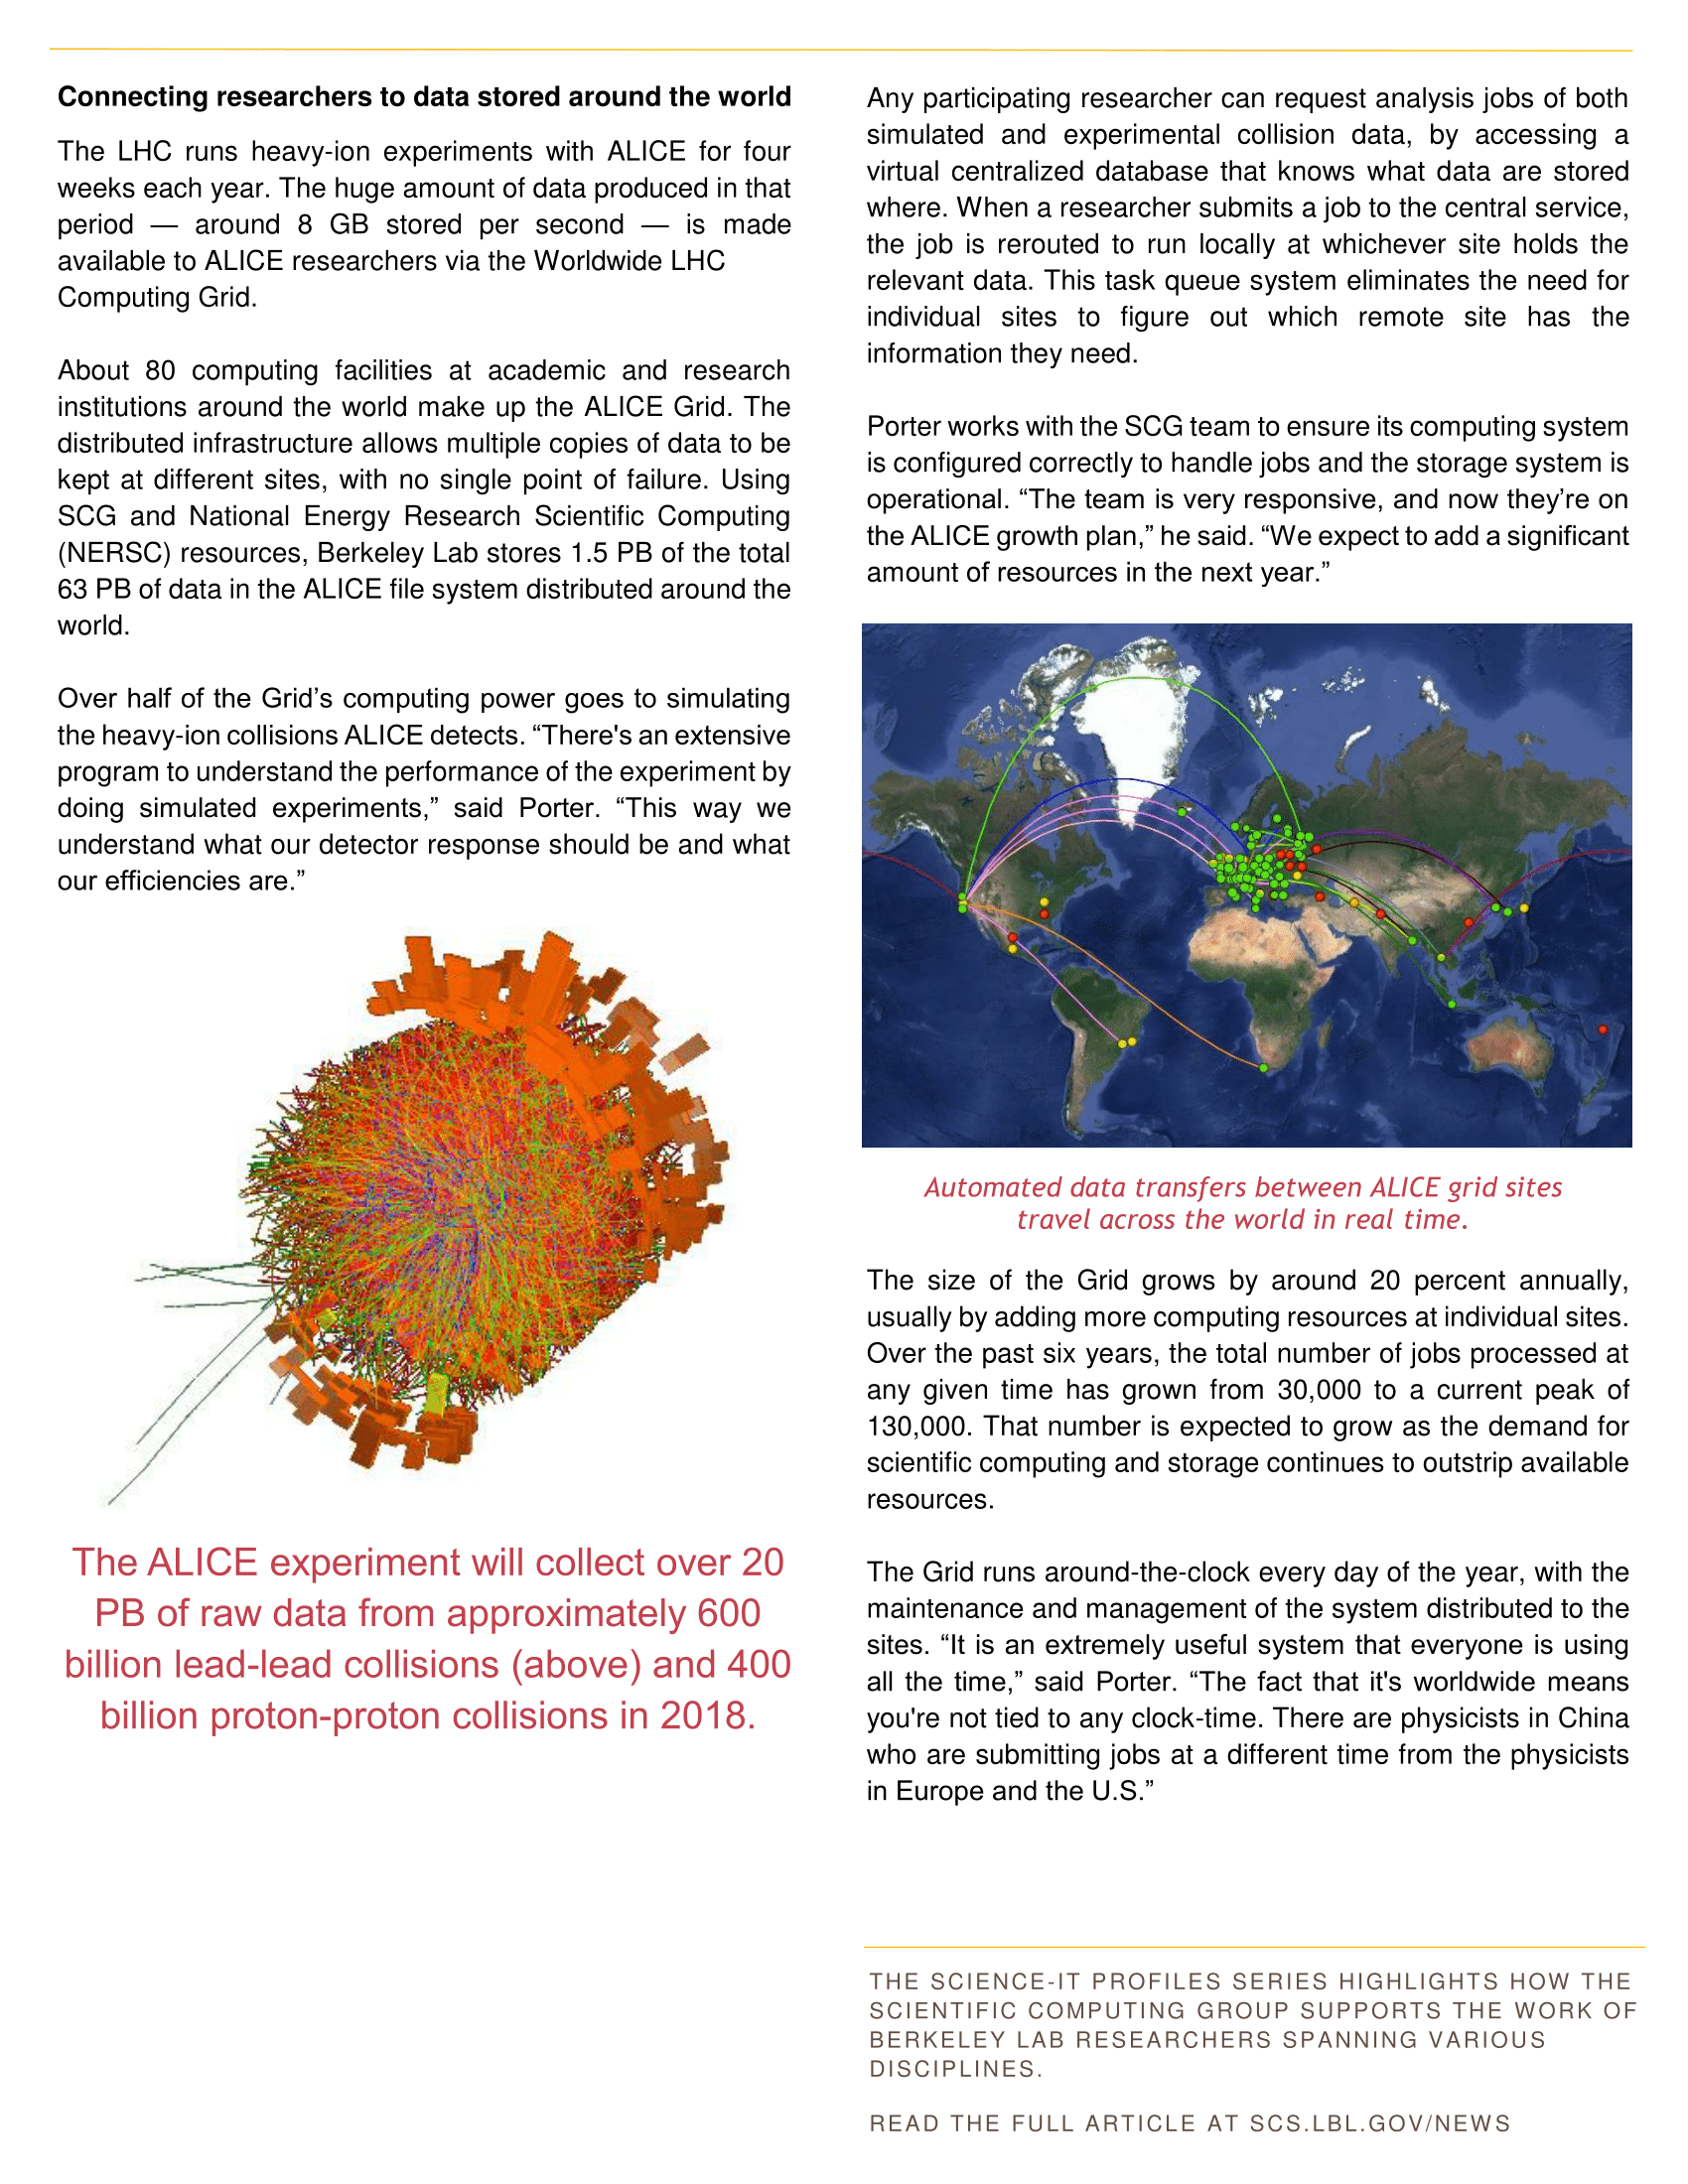 Connecting researchers to data stored around the world
The LHC runs heavy-ion experiments with ALICE for four
weeks each year. The huge amount of data produced in that
period — around 8 GB stored per second — is made
available to ALICE researchers via the Worldwide LHC
Computing Grid.
About 80 computing facilities at academic and research
institutions around the world make up the ALICE Grid. The
distributed infrastructure allows multiple copies of data to be
kept at different sites, with no single point of failure. Using
SCG and National Energy Research Scientific Computing
(NERSC) resources, Berkeley Lab stores 1.5 PB of the total
63 PB of data in the ALICE file system distributed around the
world.
Over half of the Grid’s computing power goes to simulating
the heavy-ion collisions ALICE detects. “There's an extensive
program to understand the performance of the experiment by
doing simulated experiments,” said Porter. “This way we
understand what our detector response should be and what
our efficiencies are.”
The ALICE experiment will collect over 20
PB of raw data from approximately 600
billion lead-lead collisions (above) and 400
billion proton-proton collisions in 2018.
Any participating researcher can request analysis jobs of both
simulated and experimental collision data, by accessing a
virtual centralized database that knows what data are stored
where. When a researcher submits a job to the central service,
the job is rerouted to run locally at whichever site holds the
relevant data. This task queue system eliminates the need for
individual sites to figure out which remote site has the
information they need.
Porter works with the SCG team to ensure its computing system
is configured correctly to handle jobs and the storage system is
operational. “The team is very responsive, and now they’re on
the ALICE growth plan,” he said. “We expect to add a significant
amount of resources in the next year.”
Automated data transfers between ALICE grid sites
travel across the world in real time.
The size of the Grid grows by around 20 percent annually,
usually by adding more computing resources at individual sites.
Over the past six years, the total number of jobs processed at
any given time has grown from 30,000 to a current peak of
130,000. That number is expected to grow as the demand for
scientific computing and storage continues to outstrip available
resources.
The Grid runs around-the-clock every day of the year, with the
maintenance and management of the system distributed to the
sites. “It is an extremely useful system that everyone is using
all the time,” said Porter. “The fact that it's worldwide means
you're not tied to any clock-time. There are physicists in China
who are submitting jobs at a different time from the physicists
in Europe and the U.S.”
THE SCIENCE-IT PROFILES SERIES HIGHLIGHTS HOW THE
SCIENTIFIC COMPUTING GROUP SUPPORTS THE WORK OF
BERKELEY LAB RESEARCHERS SPANNING VARIOUS
DISCIPLINES.
READ THE FULL ARTICLE AT SCS.LBL.GOV/NEWS